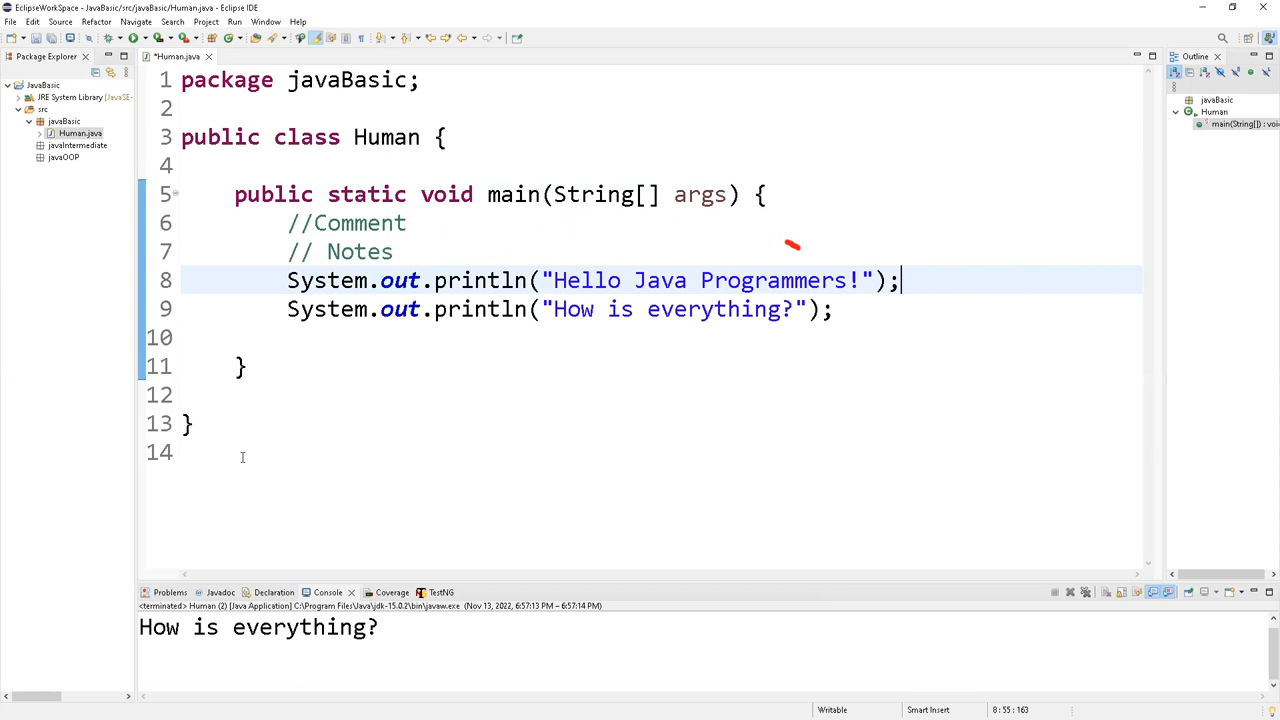 EclipseWorkSpace - JavaBasic/src/javaBasic/Human.java - Eclipse IDE
File Edit Source Refactor Navigate Search Project Run Window Help
Package Explorer
*Human.java
Outline
JavaBasic
JRE System Library [JavaSE-
src
javaBasic
Human.java
javaIntermediate
javaOOP
1 package javaBasic;
2
3 public class Human {
4
5 public static void main(String[] args) {
6 //Comment
7 // Notes
8 System.out.println("Hello Java Programmers!");
9 System.out.println("How is everything?");
10
11 }
12
13 }
14
javaBasic
Human
main(String[]) : voi
Problems Javadoc Declaration Console Coverage TestNG
<terminated> Human (2) [Java Application] C:\Program Files\Java\jdk-15.0.2\bin\javaw.exe (Nov 13, 2022, 6:57:13 PM – 6:57:14 PM)
How is everything?
Writable Smart Insert 8 : 55 : 163